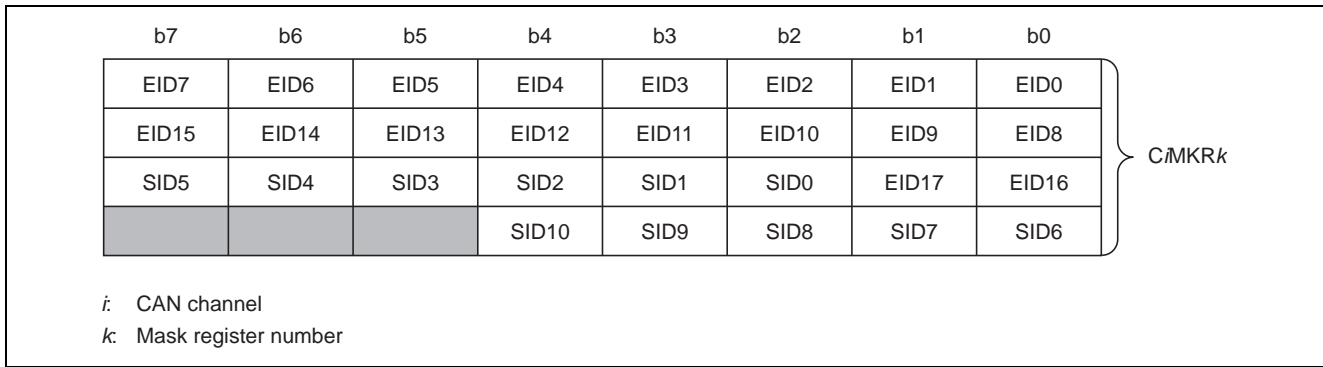 b7 b6 b5 b4 b3 b2 b1 b0
EID7 EID6 EID5 EID4 EID3 EID2 EID1 EID0
EID15 EID14 EID13 EID12 EID11 EID10 EID9 EID8
SID5 SID4 SID3 SID2 SID1 SID0 EID17 EID16
SID10 SID9 SID8 SID7 SID6
CiMKRk
i: CAN channel
k: Mask register number